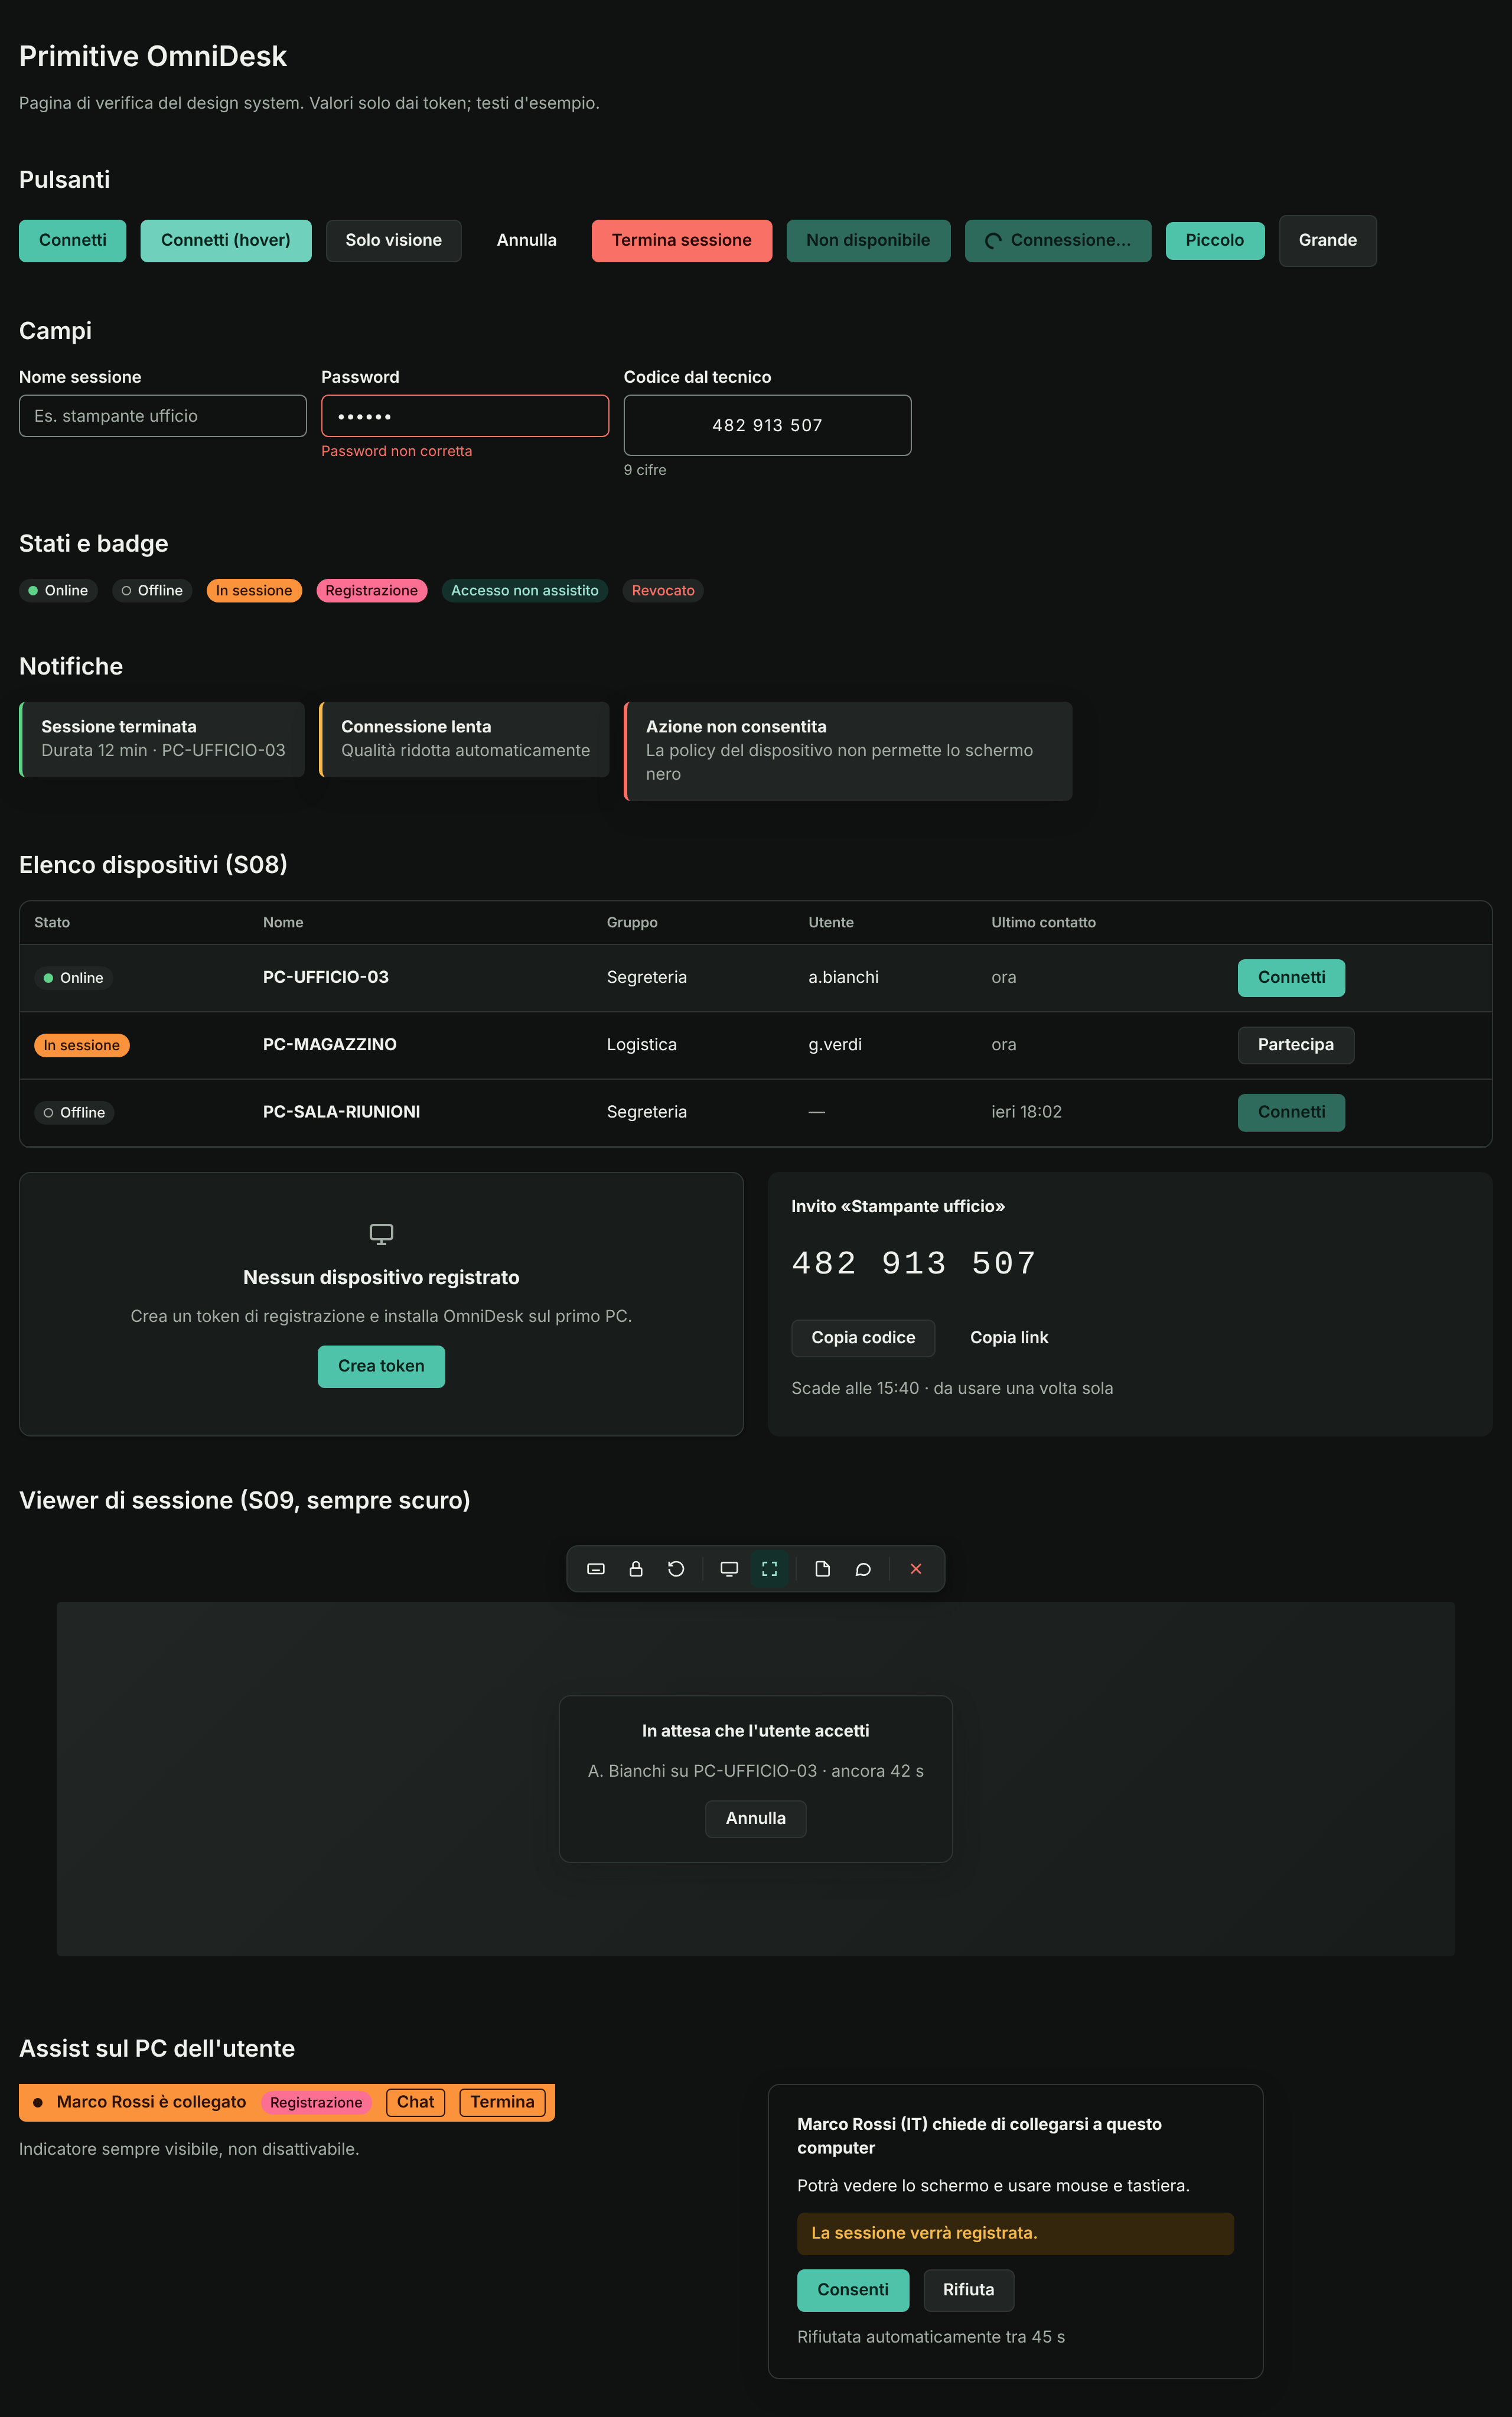 Primitive OmniDesk
Pagina di verifica del design system. Valori solo dai token; testi d'esempio.
Pulsanti
Connetti
Connetti (hover)
Solo visione
Annulla
Termina sessione
Non disponibile
Connessione...
Piccolo
Grande
Campi
Nome sessione
Password
Codice dal tecnico
Es. stampante ufficio
••••••
482 913 507
Password non corretta
9 cifre
Stati e badge
Online
Offline
In sessione
Registrazione
Accesso non assistito
Revocato
Notifiche
Sessione terminata
Durata 12 min · PC-UFFICIO-03
Connessione lenta
Qualità ridotta automaticamente
Azione non consentita
La policy del dispositivo non permette lo schermo
nero
Elenco dispositivi (S08)
Stato Nome Gruppo Utente Ultimo contatto
Online PC-UFFICIO-03 Segreteria a.bianchi ora Connetti
In sessione PC-MAGAZZINO Logistica g.verdi ora Partecipa
Offline PC-SALA-RIUNIONI Segreteria — ieri 18:02 Connetti
Nessun dispositivo registrato
Crea un token di registrazione e installa OmniDesk sul primo PC.
Crea token
Invito «Stampante ufficio»
482 913 507
Copia codice
Copia link
Scade alle 15:40 · da usare una volta sola
Viewer di sessione (S09, sempre scuro)
In attesa che l'utente accetti
A. Bianchi su PC-UFFICIO-03 · ancora 42 s
Annulla
Assist sul PC dell'utente
Marco Rossi è collegato
Registrazione
Chat
Termina
Indicatore sempre visibile, non disattivabile.
Marco Rossi (IT) chiede di collegarsi a questo
computer
Potrà vedere lo schermo e usare mouse e tastiera.
La sessione verrà registrata.
Consenti
Rifiuta
Rifiutata automaticamente tra 45 s